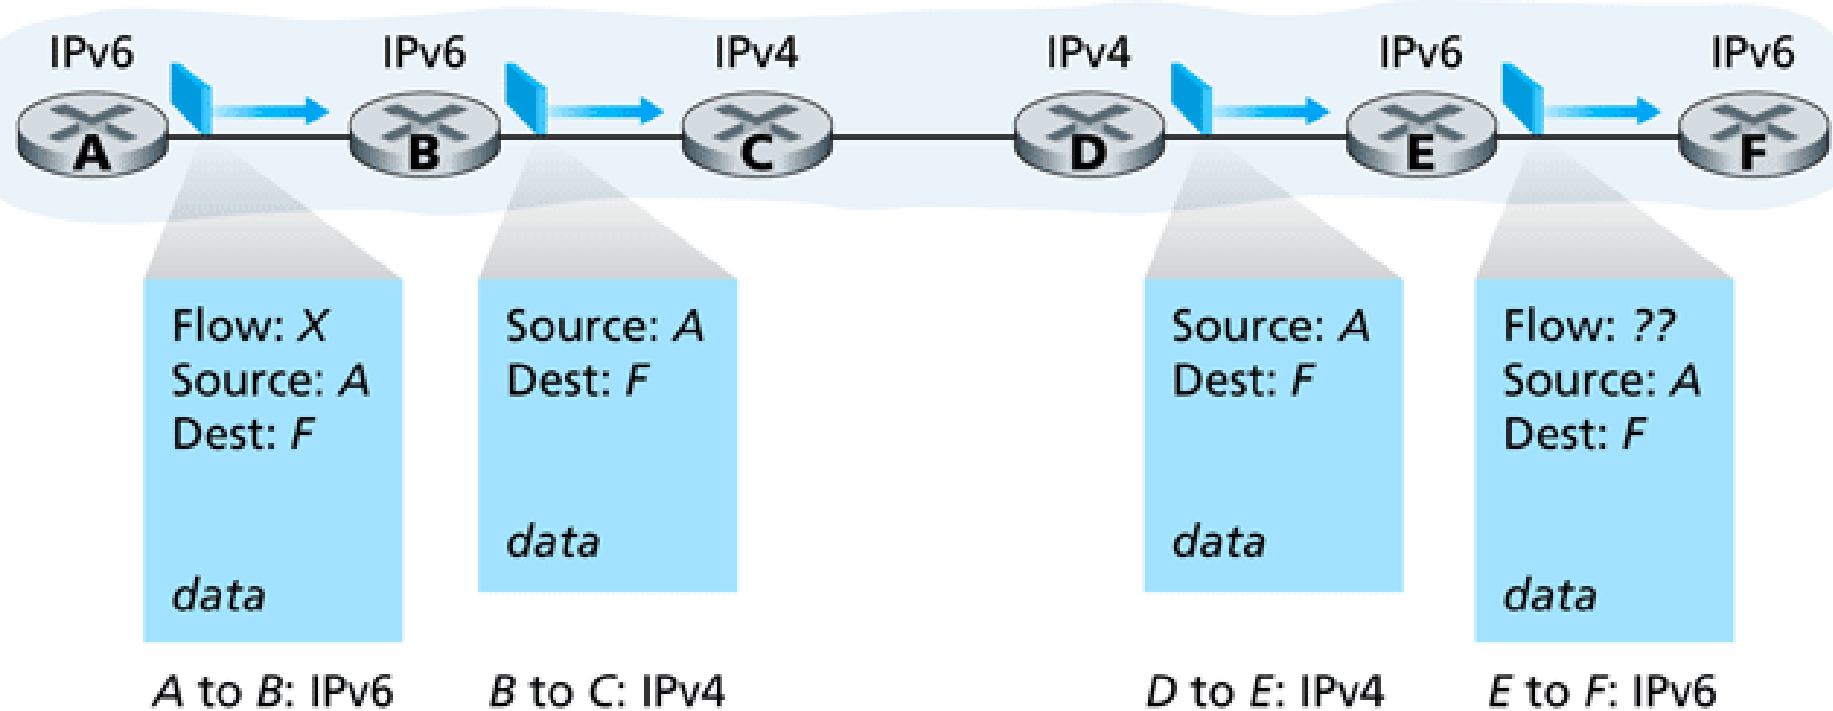 IPv6
IPv6
IPv4
IPv4
IPv6
IPv6
A
B
C
D
E
F
Flow: X
Source: A
Dest: F
data
Source: A
Dest: F
data
Source: A
Dest: F
data
Flow: ??
Source: A
Dest: F
data
A to B: IPv6
B to C: IPv4
D to E: IPv4
E to F: IPv6